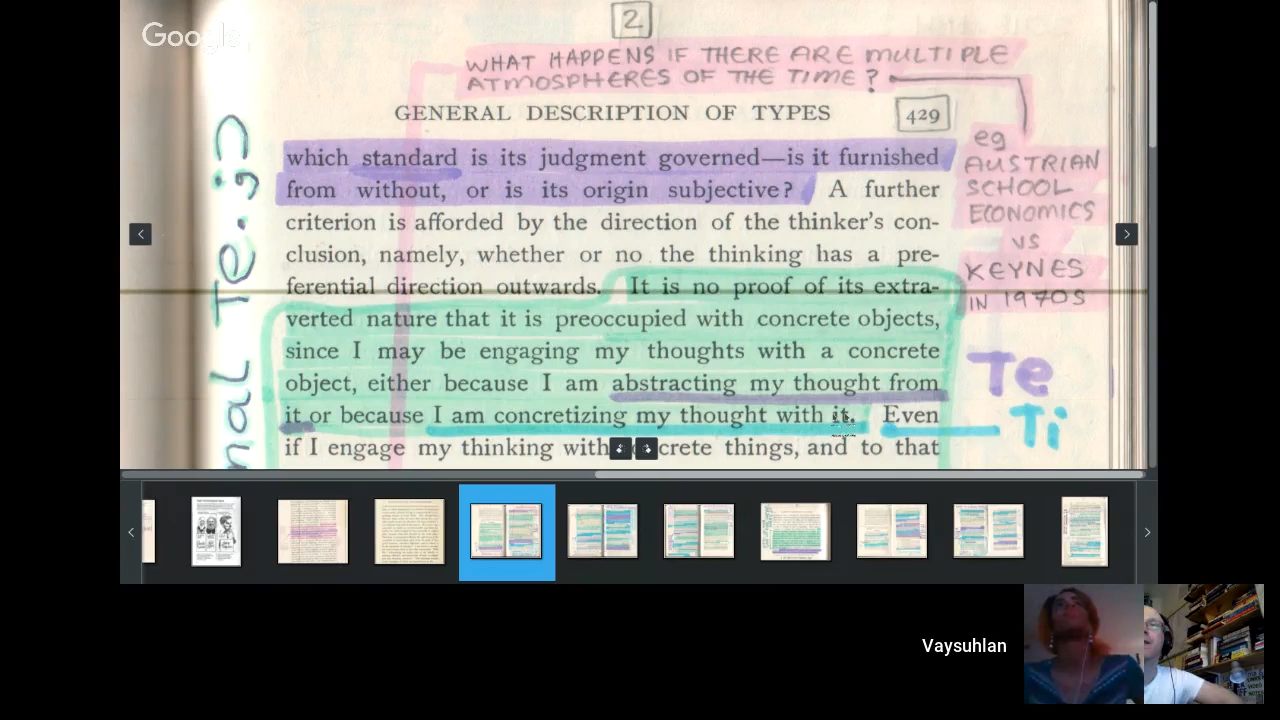 Google
2
WHAT HAPPENS IF THERE ARE MULTIPLE
ATMOSPHERES OF THE TIME?
GENERAL DESCRIPTION OF TYPES
429
which standard is its judgment governed—is it furnished
from without, or is its origin subjective? A further
criterion is afforded by the direction of the thinker's con-
clusion, namely, whether or no the thinking has a pre-
ferential direction outwards. It is no proof of its extra-
verted nature that it is preoccupied with concrete objects,
since I may be engaging my thoughts with a concrete
object, either because I am abstracting my thought from
it or because I am concretizing my thought with it. Even
if I engage my thinking with crete things, and to that
eg
AUSTRIAN
SCHOOL
ECONOMICS
VS
KEYNES
IN 1970S
Te
Ti
nal Te.
Vaysuhlan